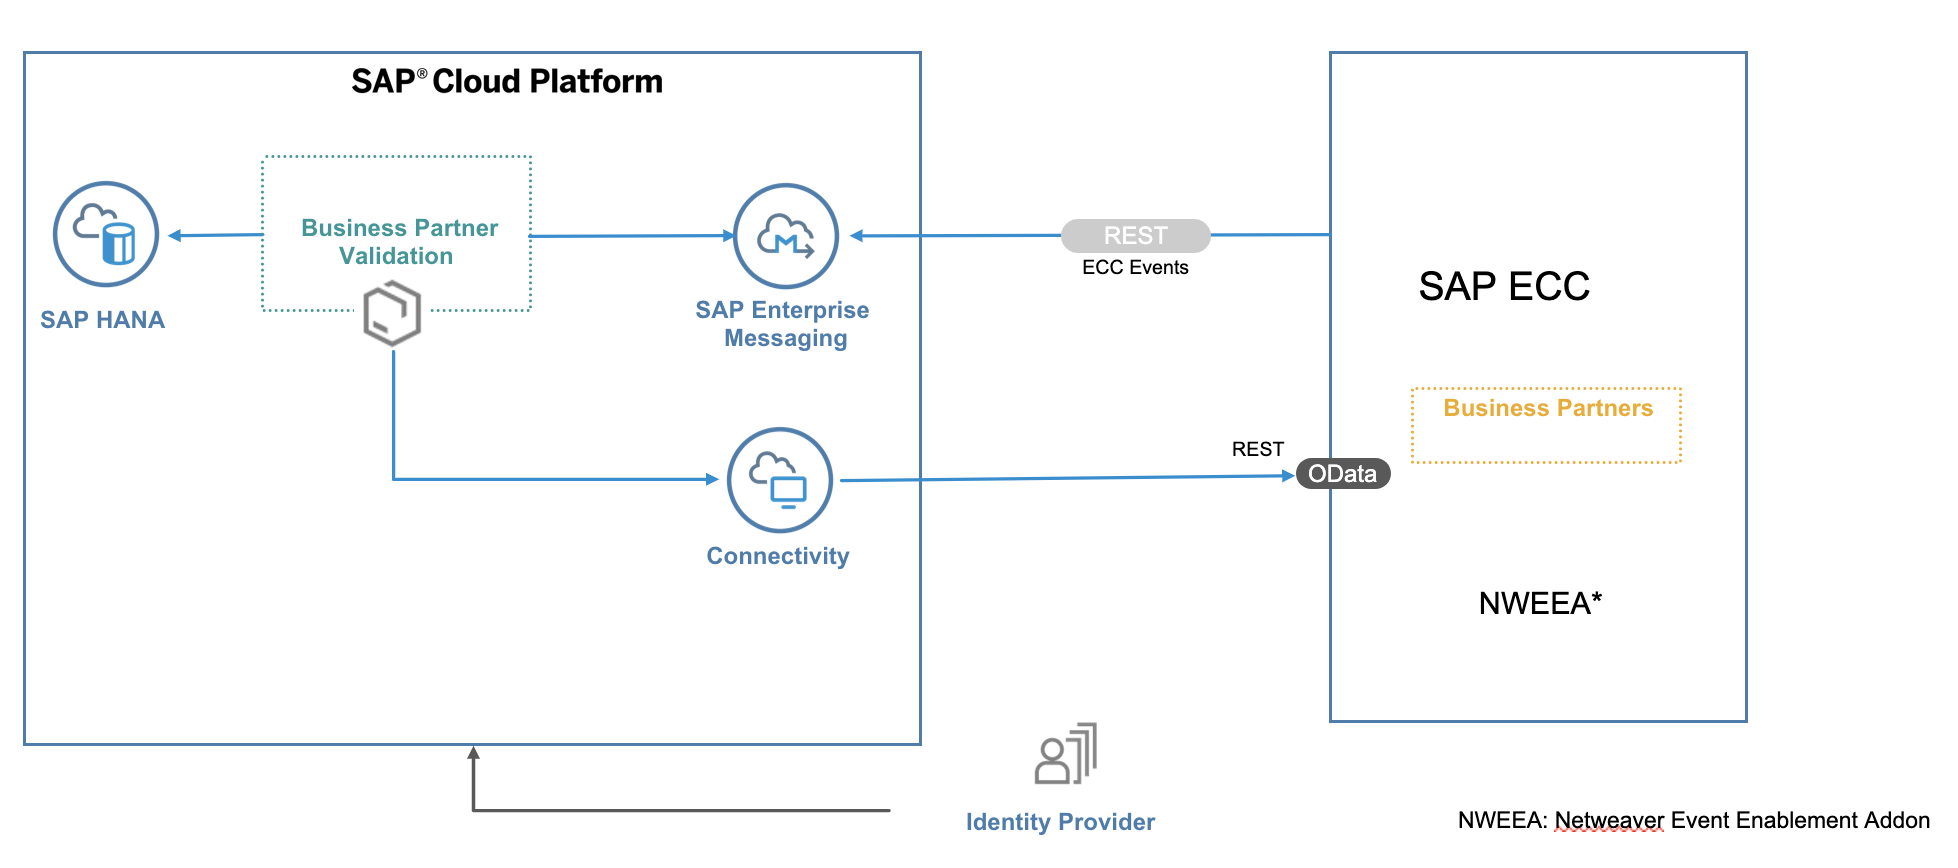 SAP® Cloud Platform
Business Partner
Validation
SAP HANA
SAP Enterprise
Messaging
REST
ECC Events
SAP ECC
Business Partners
REST
OData
Connectivity
NWEEA*
Identity Provider
NWEEA: Netweaver Event Enablement Addon